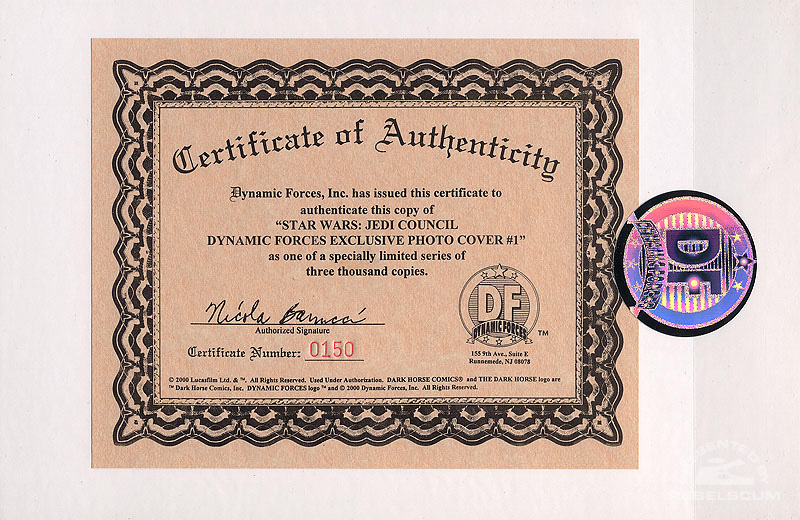 Certificate of Authenticity
Dynamic Forces, Inc. has issued this certificate to
authenticate this copy of
“STAR WARS: JEDI COUNCIL
DYNAMIC FORCES EXCLUSIVE PHOTO COVER #1”
as one of a specially limited series of
three thousand copies.
Nicola Barrucci
Authorized Signature
Certificate Number: 0150
DF
DYNAMIC FORCES
TM
155 9th Ave., Suite E
Runnemede, NJ 08078
© 2000 Lucasfilm Ltd. & ™. All Rights Reserved. Used Under Authorization. DARK HORSE COMICS® and THE DARK HORSE logo are
™ Dark Horse Comics, Inc. DYNAMIC FORCES logo ™ and © 2000 Dynamic Forces, Inc. All Rights Reserved.
DF
DYNAMIC FORCES
REBELSCUM